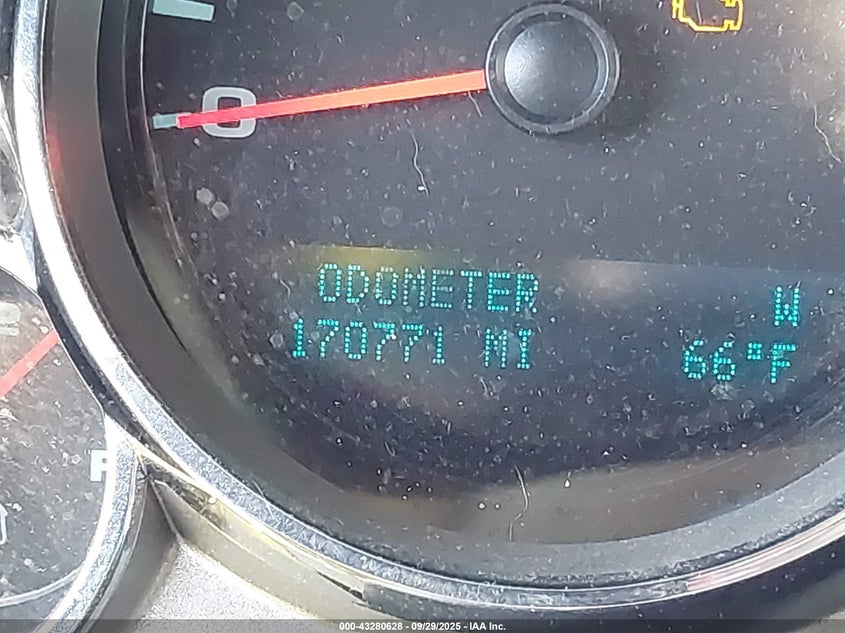 0
ODOMETER
W
170771 MI
66°F
000-43280628 - 09/29/2025 - IAA Inc.